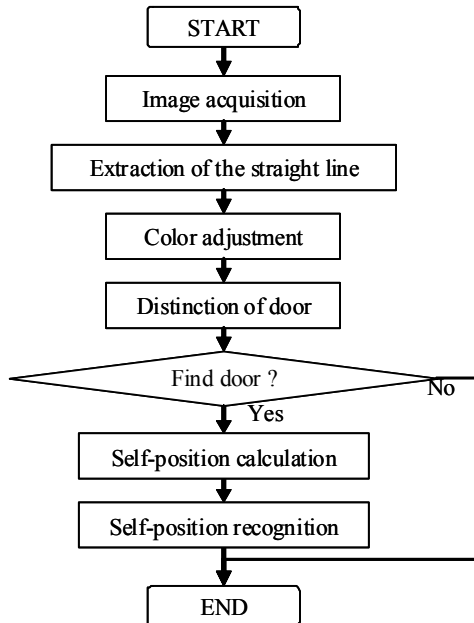 START
Image acquisition
Extraction of the straight line
Color adjustment
Distinction of door
Find door ?
No
Yes
Self-position calculation
Self-position recognition
END